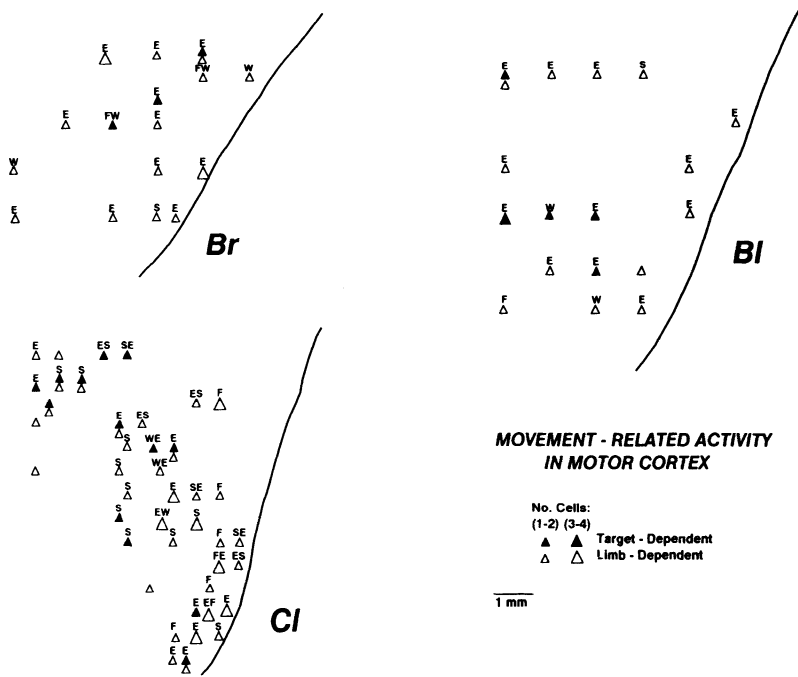 E E E
FW W
E
E FW E
W E E
E E S E
Br
E E E S
E
E E
E W E E
E E
F W E
Bl
E ES SE
E S S
ES F
E ES
S WE E
S WE
S E SE F
S EW S
S S F SE
FE ES
F
E EF E
F E S
E E
Cl
MOVEMENT - RELATED ACTIVITY
IN MOTOR CORTEX
No. Cells:
(1-2) (3-4)
Target - Dependent
Limb - Dependent
1 mm